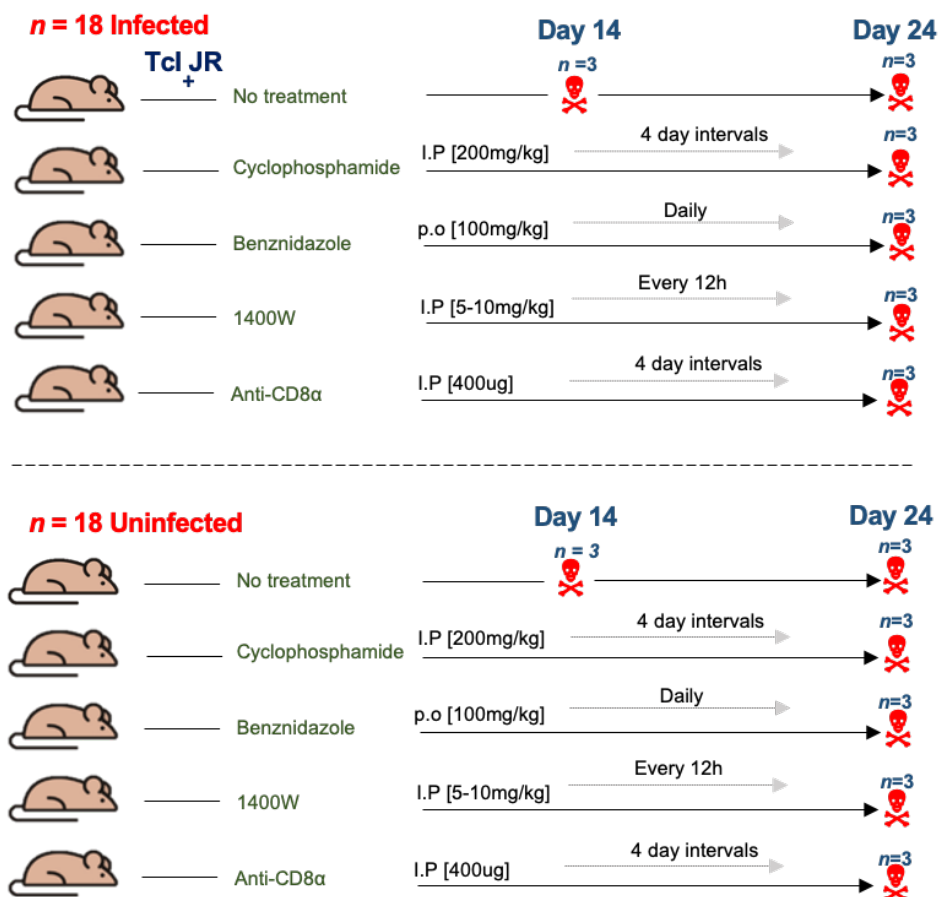 n = 18 Infected
TcI JR
+
Day 14
Day 24
n =3
n=3
No treatment
Cyclophosphamide
I.P [200mg/kg]
4 day intervals
n=3
Benznidazole
p.o [100mg/kg]
Daily
n=3
1400W
I.P [5-10mg/kg]
Every 12h
n=3
Anti-CD8α
I.P [400ug]
4 day intervals
n=3
n = 18 Uninfected
Day 14
Day 24
n = 3
n=3
No treatment
Cyclophosphamide
I.P [200mg/kg]
4 day intervals
n=3
Benznidazole
p.o [100mg/kg]
Daily
n=3
1400W
I.P [5-10mg/kg]
Every 12h
n=3
Anti-CD8α
I.P [400ug]
4 day intervals
n=3